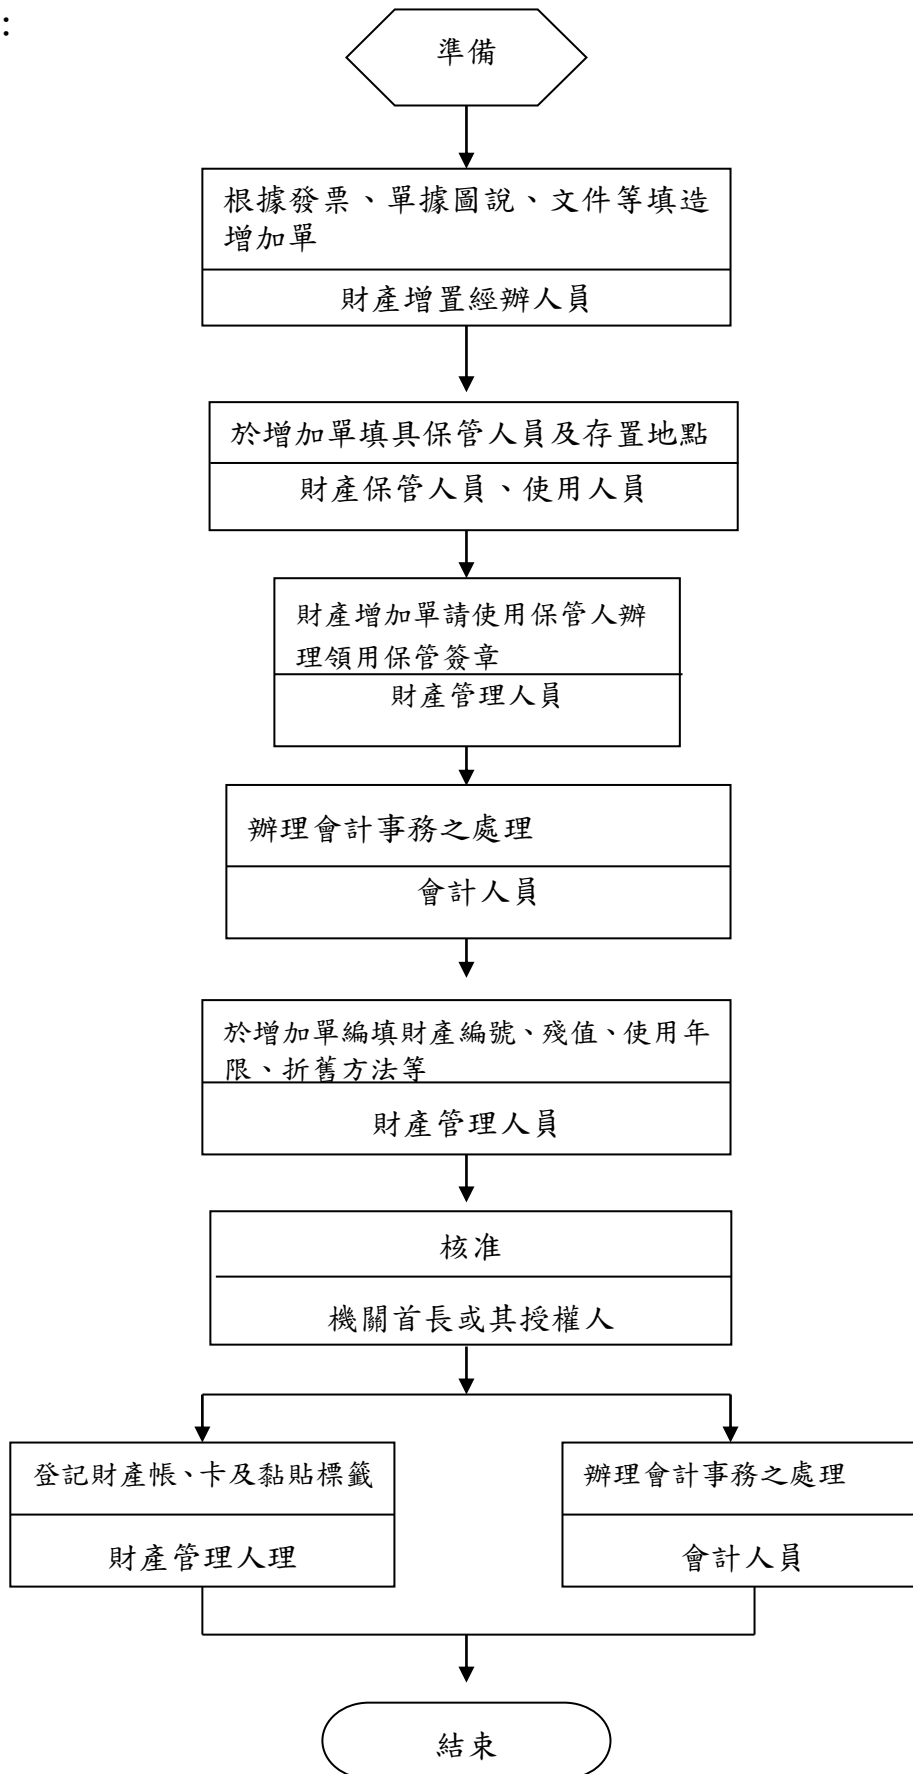 ：
準備
根據發票、單據圖說、文件等填造
增加單
財產增置經辦人員
於增加單填具保管人員及存置地點
財產保管人員、使用人員
財產增加單請使用保管人辦
理領用保管簽章
財產管理人員
辦理會計事務之處理
會計人員
於增加單編填財產編號、殘值、使用年
限、折舊方法等
財產管理人員
核准
機關首長或其授權人
登記財產帳、卡及黏貼標籤
財產管理人理
辦理會計事務之處理
會計人員
結束